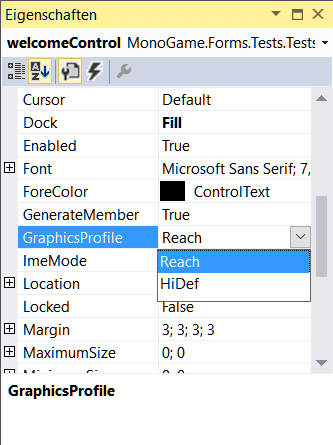 Eigenschaften
welcomeControl MonoGame.Forms.Tests.Tests
Cursor Default
Dock Fill
Enabled True
Font Microsoft Sans Serif; 7,
ForeColor ControlText
GenerateMember True
GraphicsProfile Reach
ImeMode Reach
Location HiDef
Locked False
Margin 3; 3; 3; 3
MaximumSize 0; 0
GraphicsProfile